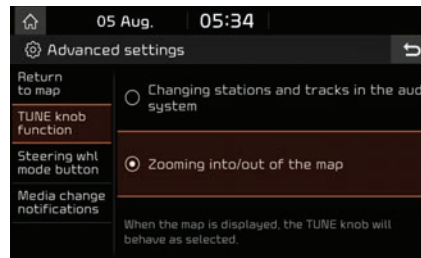 05 Aug. 05:34
Advanced settings
Return
to map
TUNE knob
function
Steering whl
mode button
Media change
notifications
Changing stations and tracks in the aud
system
Zooming into/out of the map
When the map is displayed, the TUNE knob will
behave as selected.